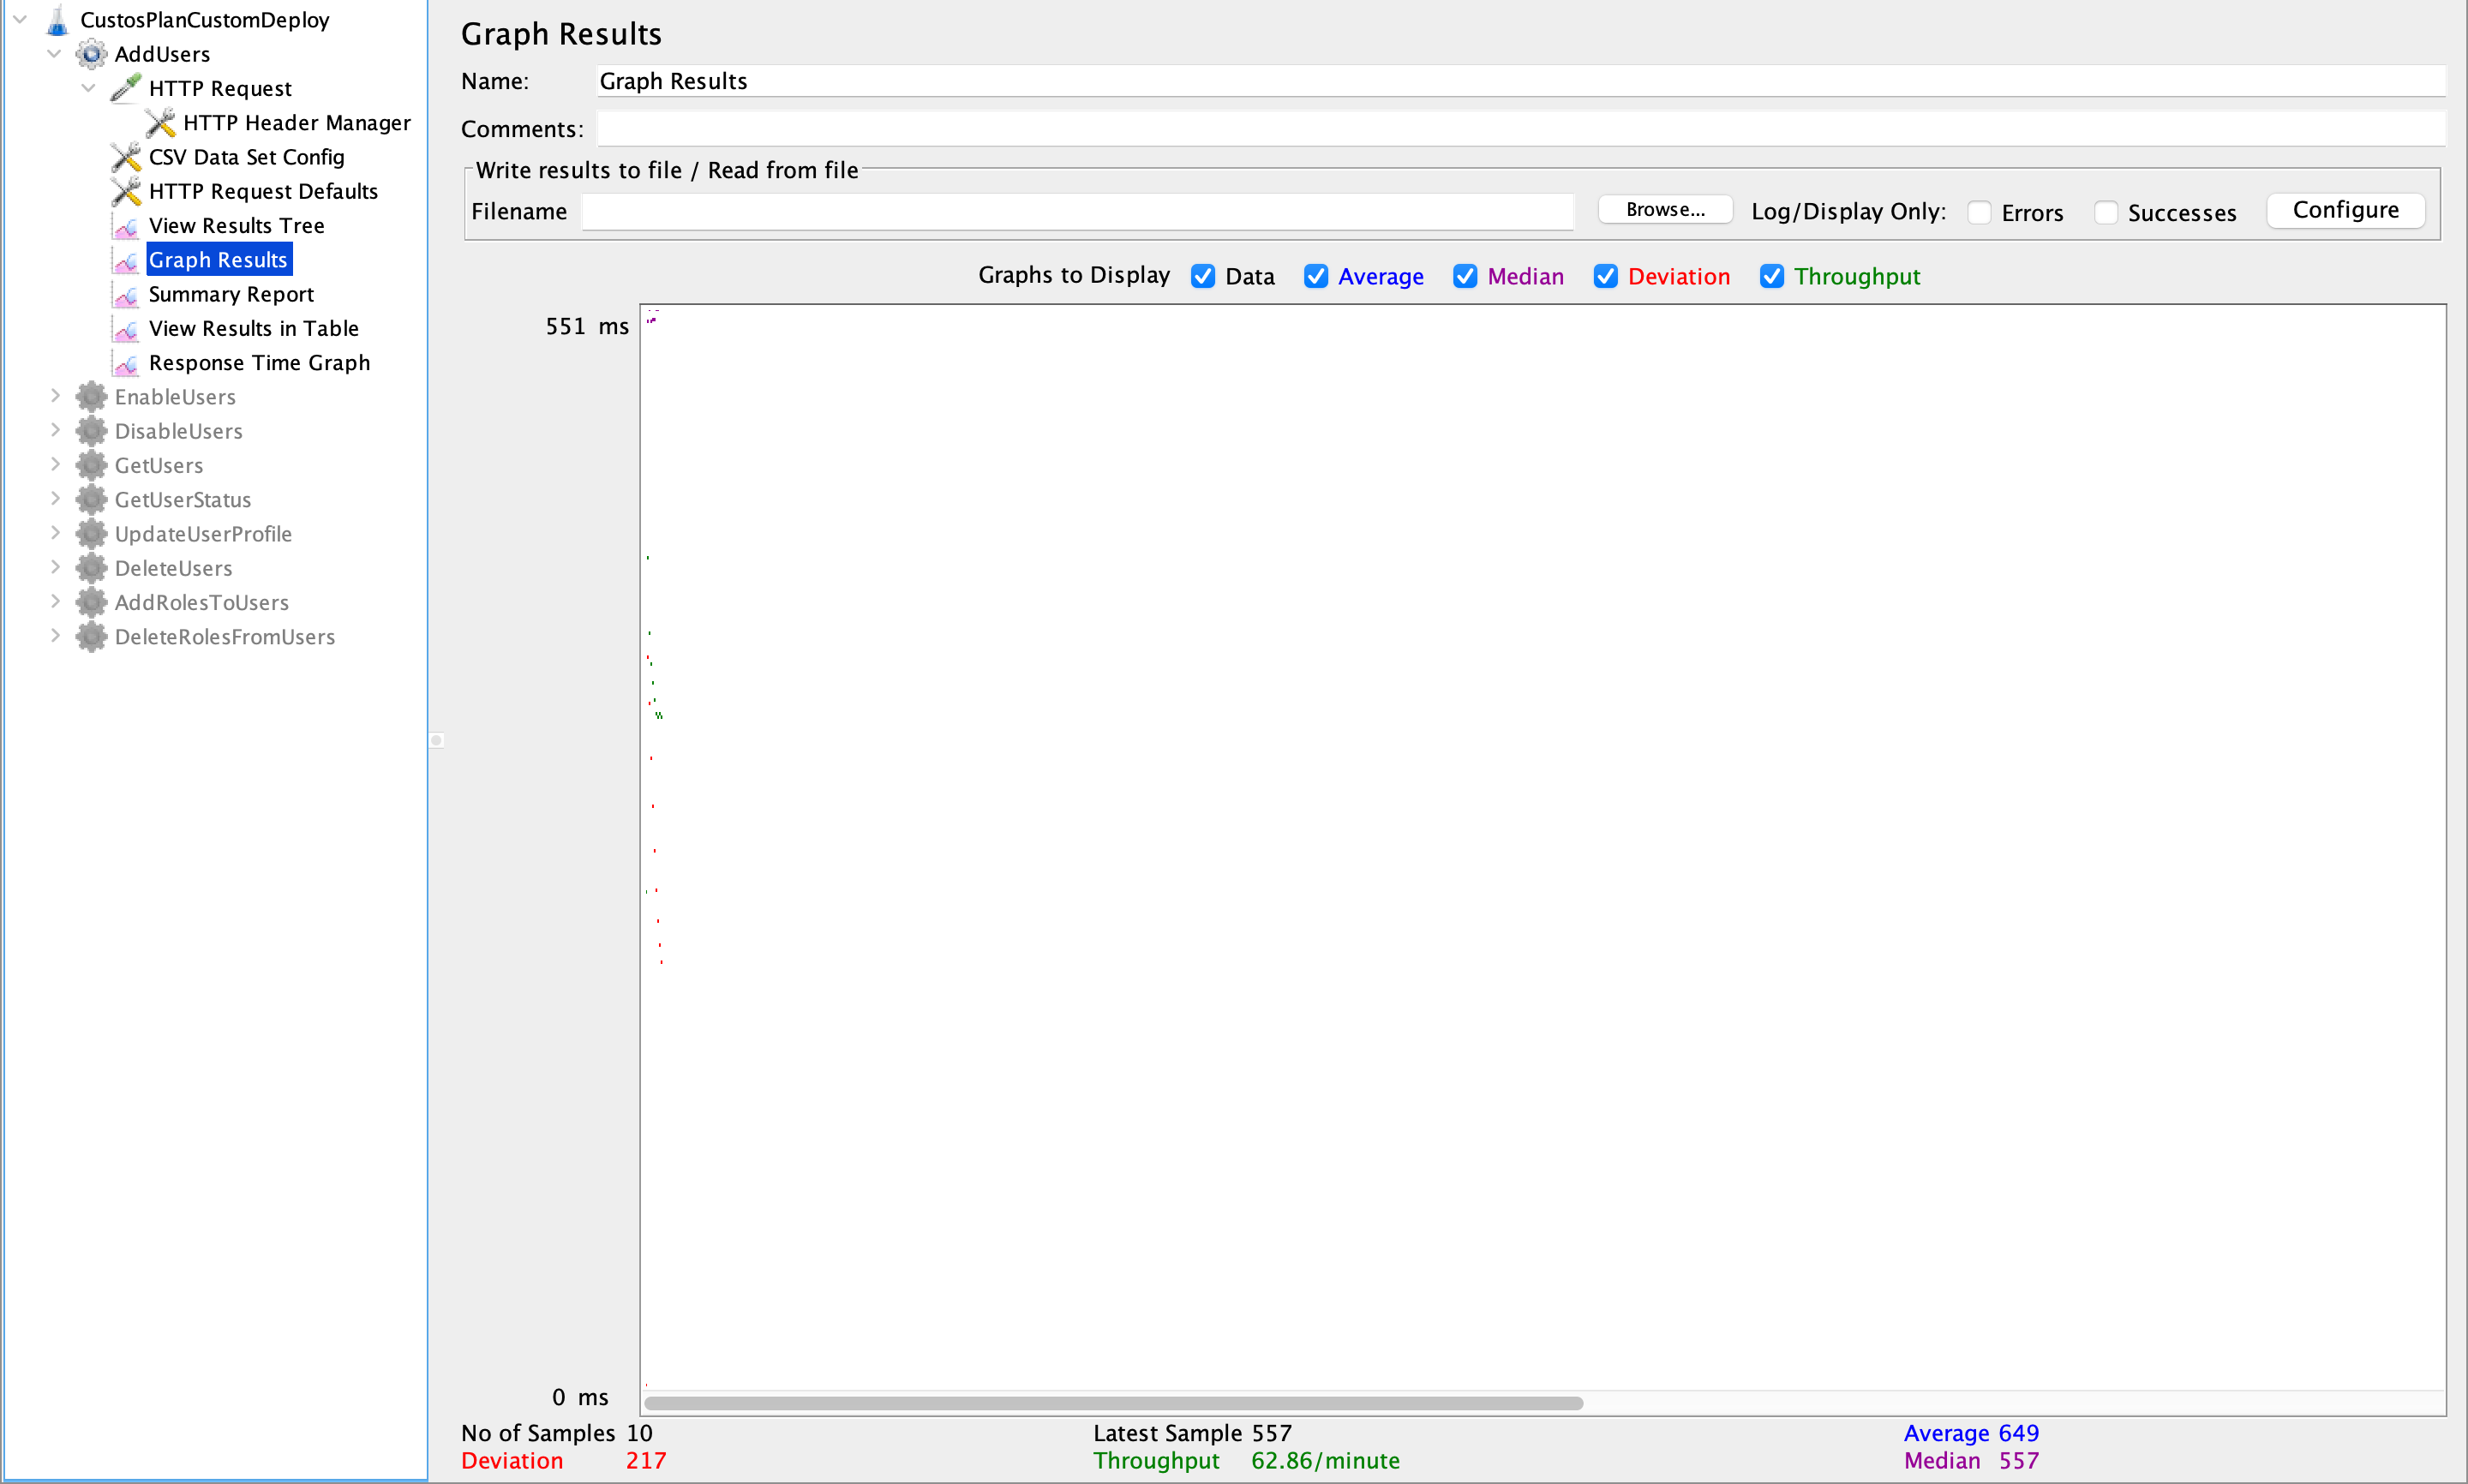 CustosPlanCustomDeploy
AddUsers
HTTP Request
HTTP Header Manager
CSV Data Set Config
HTTP Request Defaults
View Results Tree
Graph Results
Summary Report
View Results in Table
Response Time Graph
EnableUsers
DisableUsers
GetUsers
GetUserStatus
UpdateUserProfile
DeleteUsers
AddRolesToUsers
DeleteRolesFromUsers
Graph Results
Name: Graph Results
Comments:
Write results to file / Read from file
Filename Browse... Log/Display Only: Errors Successes Configure
Graphs to Display Data Average Median Deviation Throughput
551 ms
0 ms
No of Samples 10 Latest Sample 557 Average 649
Deviation 217 Throughput 62.86/minute Median 557